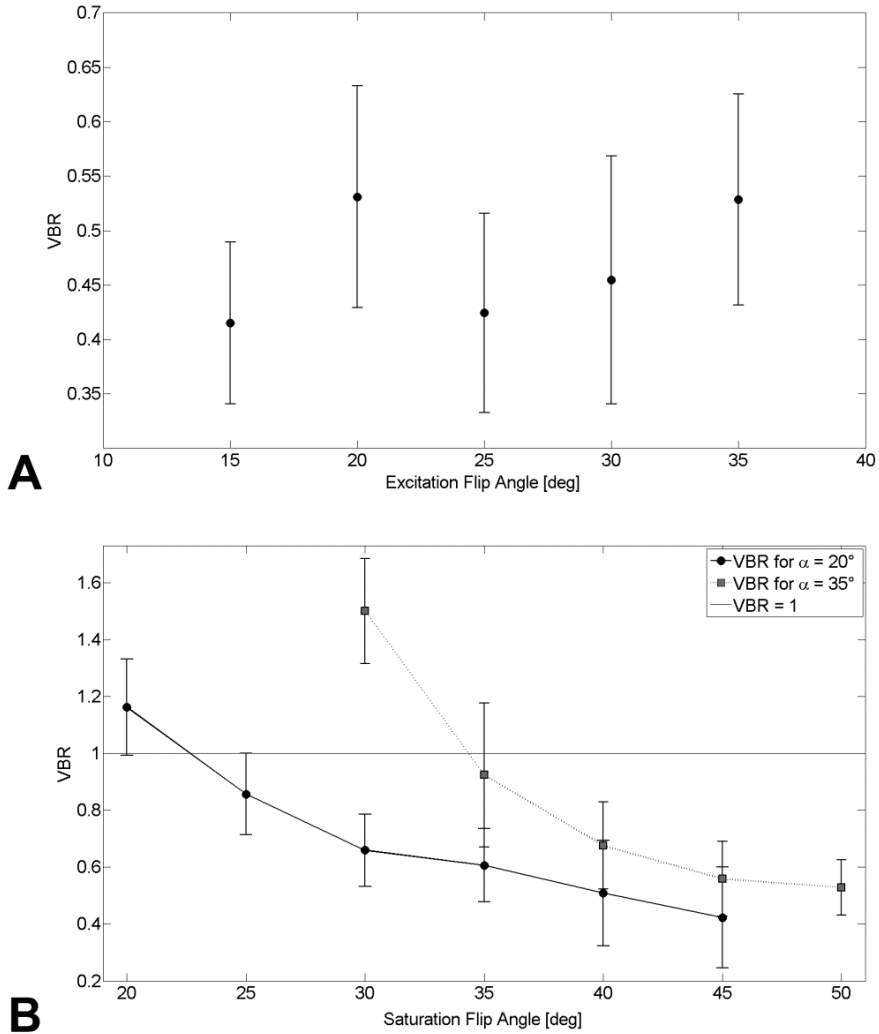 0.7
0.65
0.6
0.55
0.5
0.45
0.4
0.35
VBR
10 15 20 25 30 35 40
Excitation Flip Angle [deg]
A
1.6
1.4
1.2
1
0.8
0.6
0.4
0.2
VBR
VBR for α = 20°
VBR for α = 35°
VBR = 1
20 25 30 35 40 45 50
Saturation Flip Angle [deg]
B